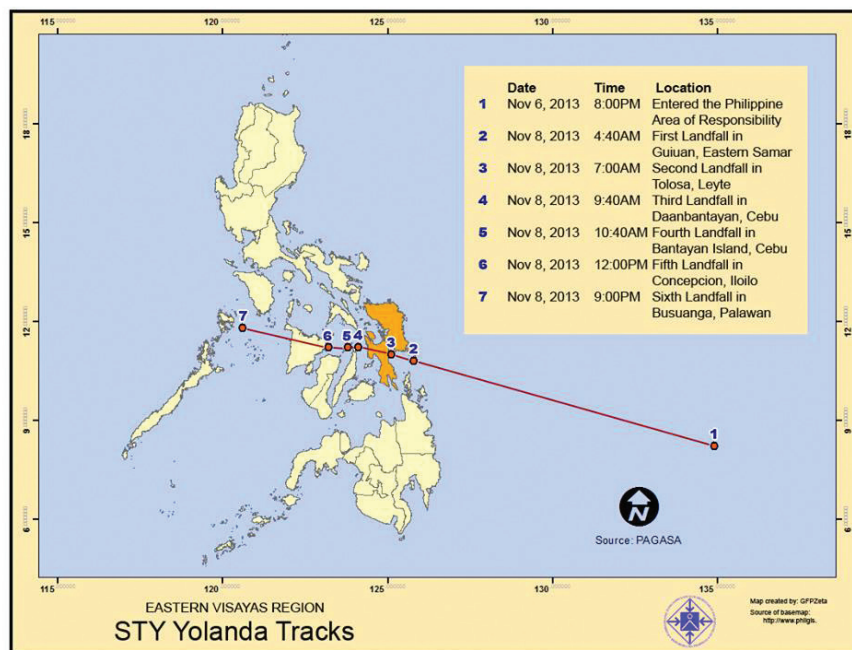 115 120 125 130 135
Date Time Location
1 Nov 6, 2013 8:00PM Entered the Philippine
Area of Responsibility
2 Nov 8, 2013 4:40AM First Landfall in
Guiuan, Eastern Samar
3 Nov 8, 2013 7:00AM Second Landfall in
Tolosa, Leyte
4 Nov 8, 2013 9:40AM Third Landfall in
Daanbantayan, Cebu
5 Nov 8, 2013 10:40AM Fourth Landfall in
Bantayan Island, Cebu
6 Nov 8, 2013 12:00PM Fifth Landfall in
Concepcion, Iloilo
7 Nov 8, 2013 9:00PM Sixth Landfall in
Busuanga, Palawan
18 18
15 15
12 12
7 6 5 4 3 2
9 9
1
6 6
N
Source: PAGASA
115 120 125 130 135
EASTERN VISAYAS REGION
STY Yolanda Tracks
Map created by: GFPZeta
Source of basemap:
http://www.philgis.